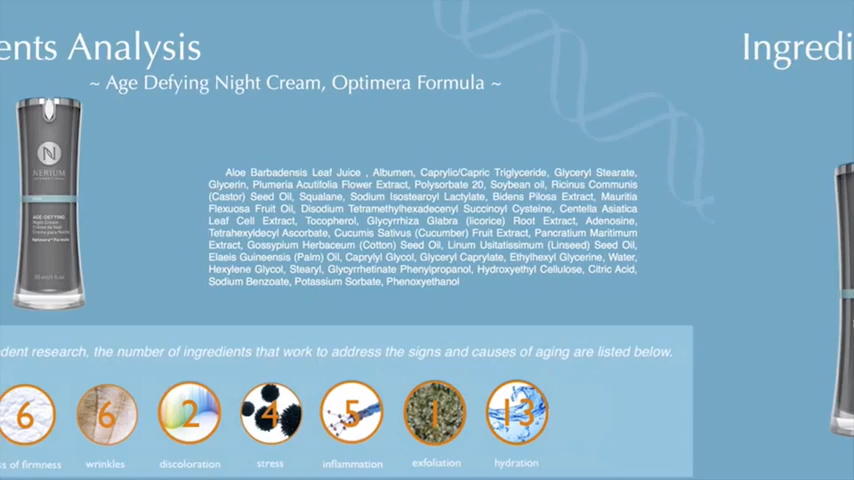 ents Analysis
Ingredi
~ Age Defying Night Cream, Optimera Formula ~
N
NERIUM
AGE-DEFYING
Night Cream
Aloe Barbadensis Leaf Juice , Albumen, Caprylic/Capric Triglyceride, Glyceryl Stearate,
Glycerin, Plumeria Acutifolia Flower Extract, Polysorbate 20, Soybean oil, Ricinus Communis
(Castor) Seed Oil, Squalane, Sodium Isostearoyl Lactylate, Bidens Pilosa Extract, Mauritia
Flexuosa Fruit Oil, Disodium Tetramethylhexadecenyl Succinoyl Cysteine, Centella Asiatica
Leaf Cell Extract, Tocopherol, Glycyrrhiza Glabra (licorice) Root Extract, Adenosine,
Tetrahexyldecyl Ascorbate, Cucumis Sativus (Cucumber) Fruit Extract, Pancratium Maritimum
Extract, Gossypium Herbaceum (Cotton) Seed Oil, Linum Usitatissimum (Linseed) Seed Oil,
Elaeis Guineensis (Palm) Oil, Caprylyl Glycol, Glyceryl Caprylate, Ethylhexyl Glycerine, Water,
Hexylene Glycol, Stearyl, Glycyrrhetinate Phenylpropanol, Hydroxyethyl Cellulose, Citric Acid,
Sodium Benzoate, Potassium Sorbate, Phenoxyethanol
dent research, the number of ingredients that work to address the signs and causes of aging are listed below.
6 6 2 4 5 1 13
ss of firmness wrinkles discoloration stress inflammation exfoliation hydration